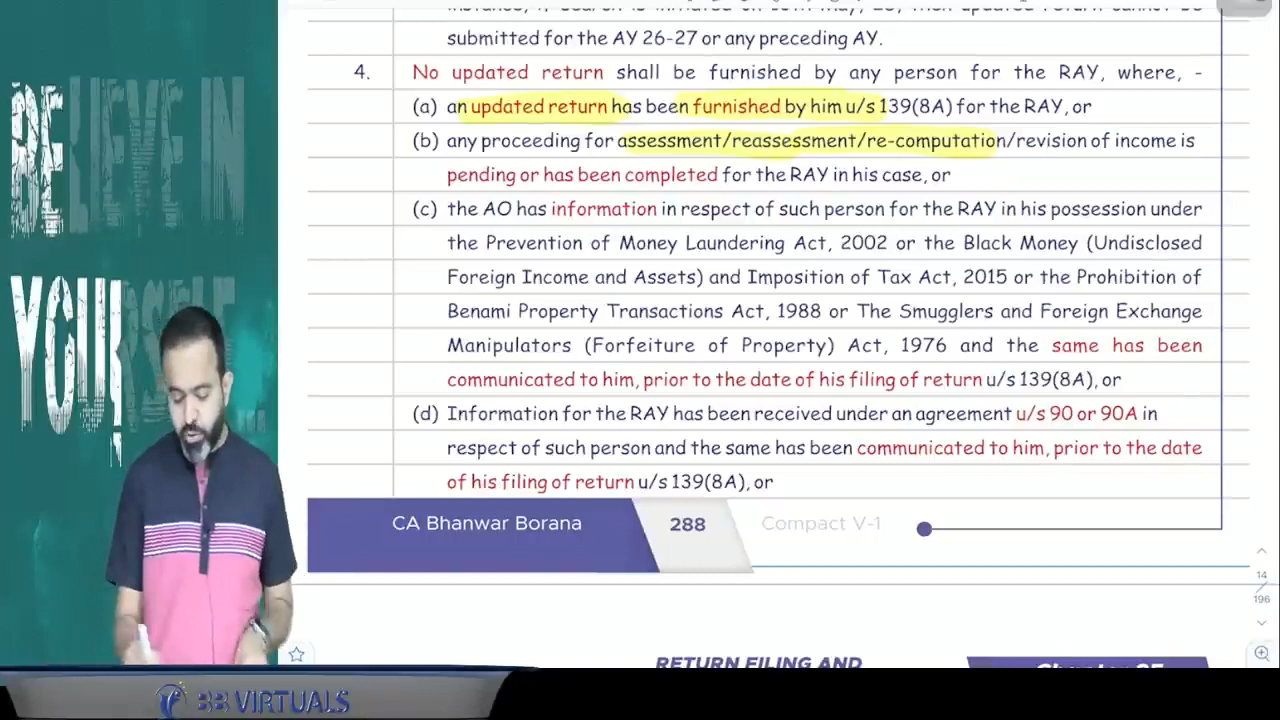 BELIEVE IN
YOURSELF
submitted for the AY 26-27 or any preceding AY.
4. No updated return shall be furnished by any person for the RAY, where, -
(a) an updated return has been furnished by him u/s 139(8A) for the RAY, or
(b) any proceeding for assessment/reassessment/re-computation/revision of income is
pending or has been completed for the RAY in his case, or
(c) the AO has information in respect of such person for the RAY in his possession under
the Prevention of Money Laundering Act, 2002 or the Black Money (Undisclosed
Foreign Income and Assets) and Imposition of Tax Act, 2015 or the Prohibition of
Benami Property Transactions Act, 1988 or The Smugglers and Foreign Exchange
Manipulators (Forfeiture of Property) Act, 1976 and the same has been
communicated to him, prior to the date of his filing of return u/s 139(8A), or
(d) Information for the RAY has been received under an agreement u/s 90 or 90A in
respect of such person and the same has been communicated to him, prior to the date
of his filing of return u/s 139(8A), or
CA Bhanwar Borana 288 Compact V-1
14
196
RETURN FILING AND
BB VIRTUALS